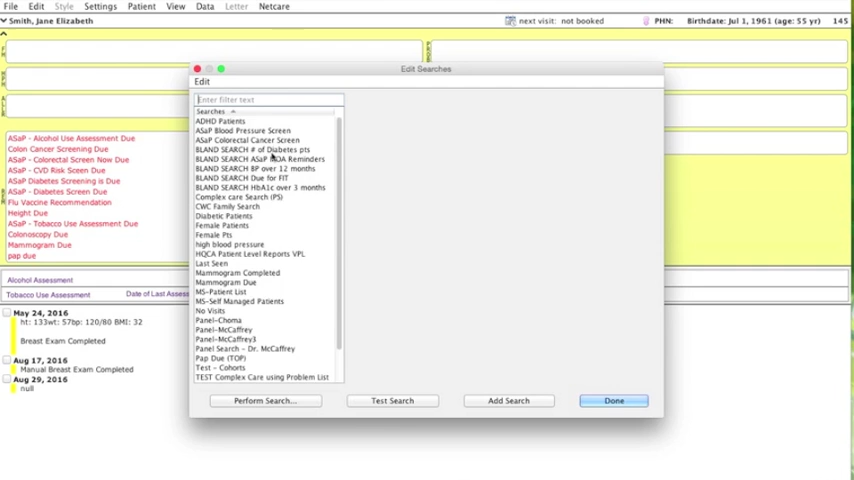 File Edit Style Settings Patient View Data Letter Netcare
Smith, Jane Elizabeth next visit: not booked PHN: Birthdate: Jul 1, 1961 (age: 55 yr) 145
Edit Searches
Edit
Enter filter text
Searches
ADHD Patients
ASaP Blood Pressure Screen
ASaP Colorectal Cancer Screen
BLAND SEARCH # of Diabetes pts
BLAND SEARCH ASaP MOA Reminders
BLAND SEARCH BP over 12 months
BLAND SEARCH Due for FIT
BLAND SEARCH HbA1c over 3 months
Complex care Search (PS)
CWC Family Search
Diabetic Patients
Female Patients
Female Pts
high blood pressure
HQCA Patient Level Reports VPL
Last Seen
Mammogram Completed
Mammogram Due
MS-Patient List
MS-Self Managed Patients
No Visits
Panel-Choma
Panel-McCaffrey
Panel-McCaffrey3
Panel Search - Dr. McCaffrey
Pap Due (TOP)
Test - Cohorts
TEST Complex Care using Problem List
Perform Search... Test Search Add Search Done
ASaP - Alcohol Use Assessment Due
Colon Cancer Screening Due
ASaP - Colorectal Screen Now Due
ASaP - CVD Risk Sceen Due
ASaP Diabetes Screening is Due
ASaP - Diabetes Screen Due
Flu Vaccine Recommendation
Height Due
ASaP - Tobacco Use Assessment Due
Colonoscopy Due
Mammogram Due
pap due
Alcohol Assessment
Tobacco Use Assessment Date of Last Assess
May 24, 2016
ht: 133wt: 57bp: 120/80 BMI: 32
Breast Exam Completed
Aug 17, 2016
Manual Breast Exam Completed
Aug 29, 2016
null